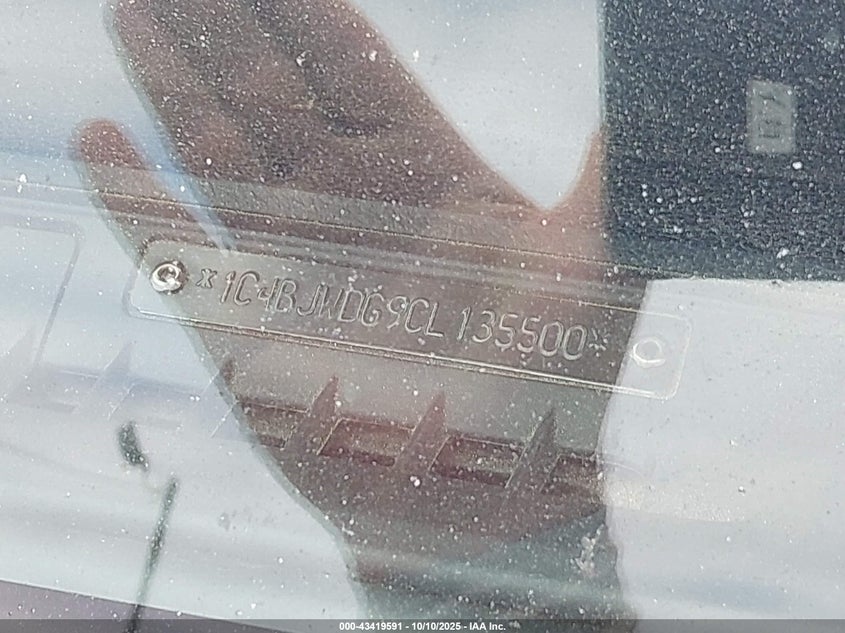 *1C4BJWDG9CL135500*
000-43419591 - 10/10/2025 - IAA Inc.